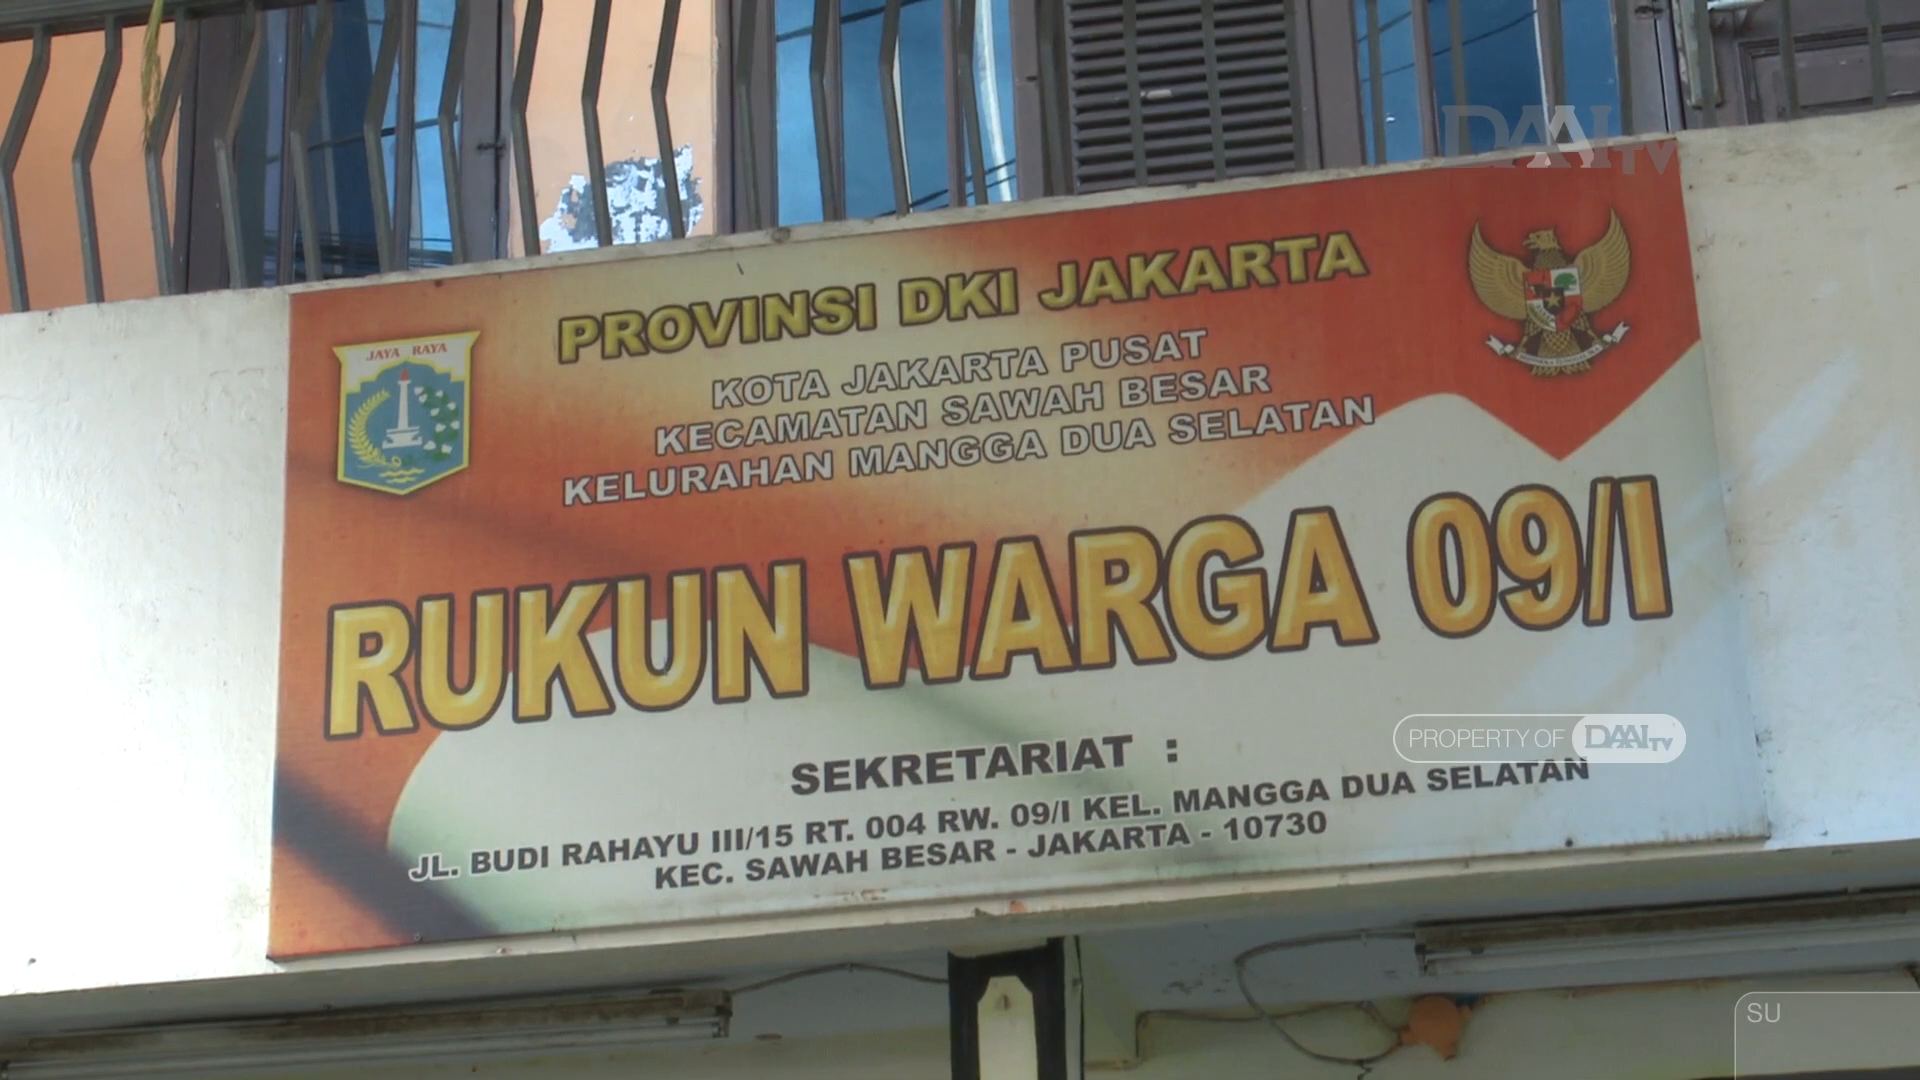 DAAI TV
PROVINSI DKI JAKARTA
JAYA RAYA
KOTA JAKARTA PUSAT
KECAMATAN SAWAH BESAR
KELURAHAN MANGGA DUA SELATAN
RUKUN WARGA 09/I
PROPERTY OF DAAI TV
SEKRETARIAT :
JL. BUDI RAHAYU III/15 RT. 004 RW. 09/I KEL. MANGGA DUA SELATAN
KEC. SAWAH BESAR - JAKARTA - 10730
SU